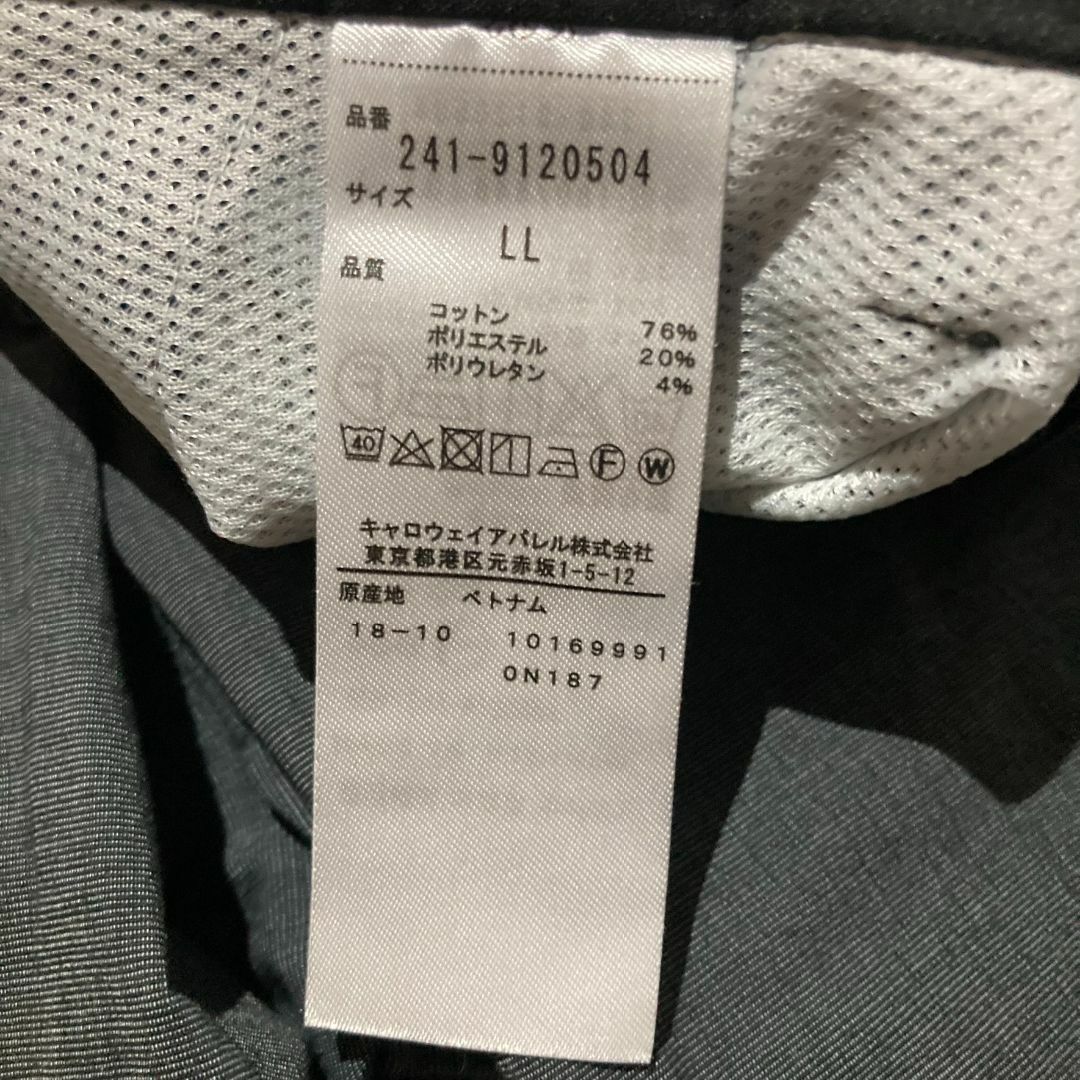 品番
241-9120504
サイズ
LL
品質
コットン 76%
ポリエステル 20%
ポリウレタン 4%
40 F W
キャロウェイアパレル株式会社
東京都港区元赤坂1-5-12
原産地 ベトナム
18-10 10169991
0N187